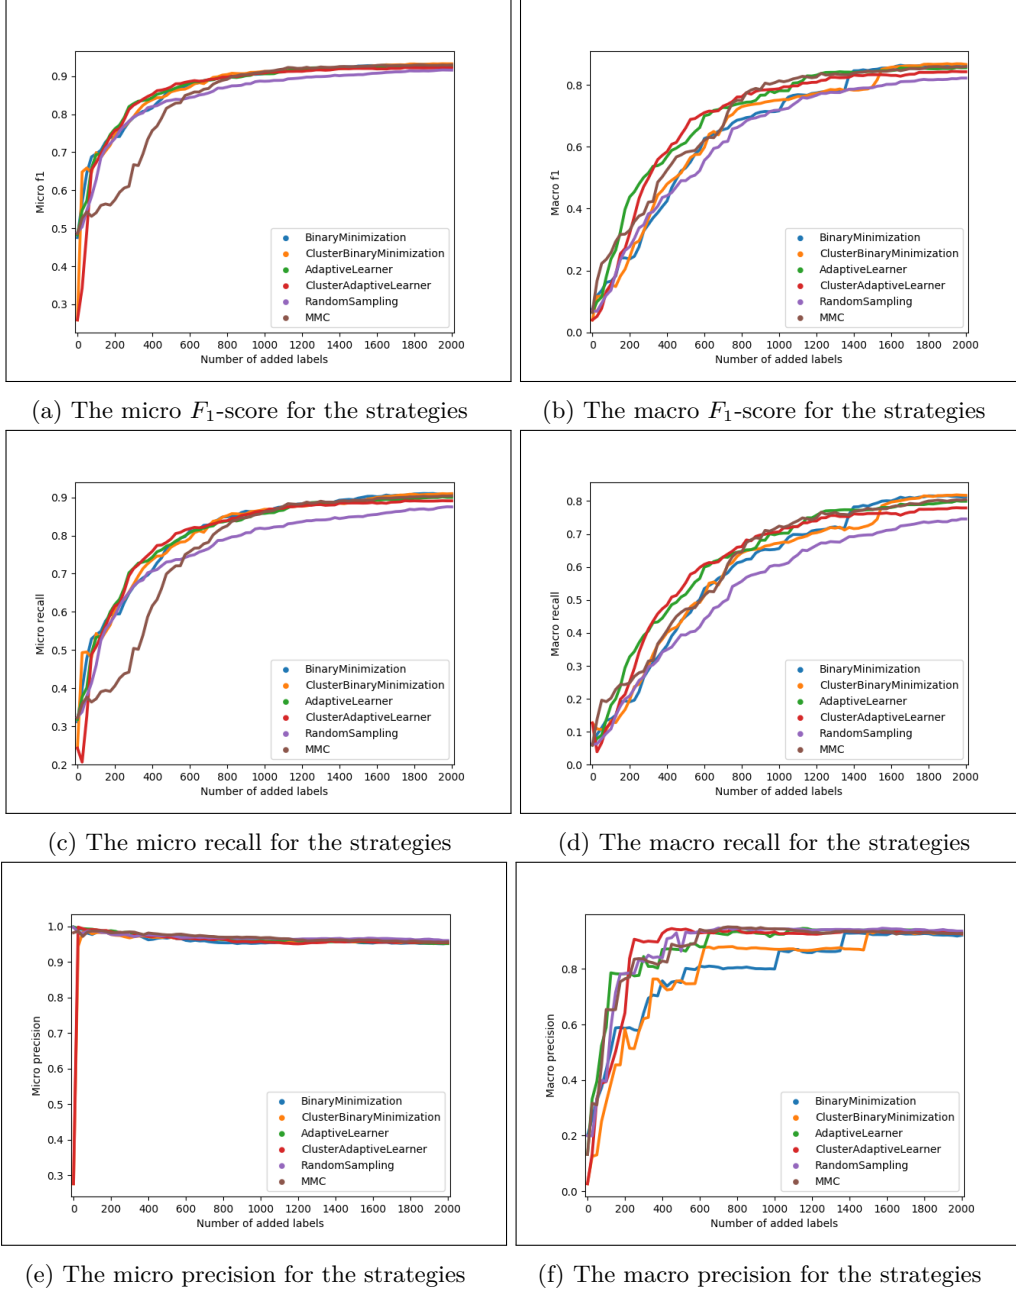 0.9
0.8
0.7
0.6
0.5
0.4
0.3
Micro f1
BinaryMinimization
ClusterBinaryMinimization
AdaptiveLearner
ClusterAdaptiveLearner
RandomSampling
MMC
0 200 400 600 800 1000 1200 1400 1600 1800 2000
Number of added labels
(a) The micro F₁-score for the strategies
0.8
0.6
0.4
0.2
0.0
Macro f1
BinaryMinimization
ClusterBinaryMinimization
AdaptiveLearner
ClusterAdaptiveLearner
RandomSampling
MMC
0 200 400 600 800 1000 1200 1400 1600 1800 2000
Number of added labels
(b) The macro F₁-score for the strategies
0.9
0.8
0.7
0.6
0.5
0.4
0.3
0.2
Micro recall
BinaryMinimization
ClusterBinaryMinimization
AdaptiveLearner
ClusterAdaptiveLearner
RandomSampling
MMC
0 200 400 600 800 1000 1200 1400 1600 1800 2000
Number of added labels
(c) The micro recall for the strategies
0.8
0.7
0.6
0.5
0.4
0.3
0.2
0.1
0.0
Macro recall
BinaryMinimization
ClusterBinaryMinimization
AdaptiveLearner
ClusterAdaptiveLearner
RandomSampling
MMC
0 200 400 600 800 1000 1200 1400 1600 1800 2000
Number of added labels
(d) The macro recall for the strategies
1.0
0.9
0.8
0.7
0.6
0.5
0.4
0.3
Micro precision
BinaryMinimization
ClusterBinaryMinimization
AdaptiveLearner
ClusterAdaptiveLearner
RandomSampling
MMC
0 200 400 600 800 1000 1200 1400 1600 1800 2000
Number of added labels
(e) The micro precision for the strategies
0.8
0.6
0.4
0.2
0.0
Macro precision
BinaryMinimization
ClusterBinaryMinimization
AdaptiveLearner
ClusterAdaptiveLearner
RandomSampling
MMC
0 200 400 600 800 1000 1200 1400 1600 1800 2000
Number of added labels
(f) The macro precision for the strategies